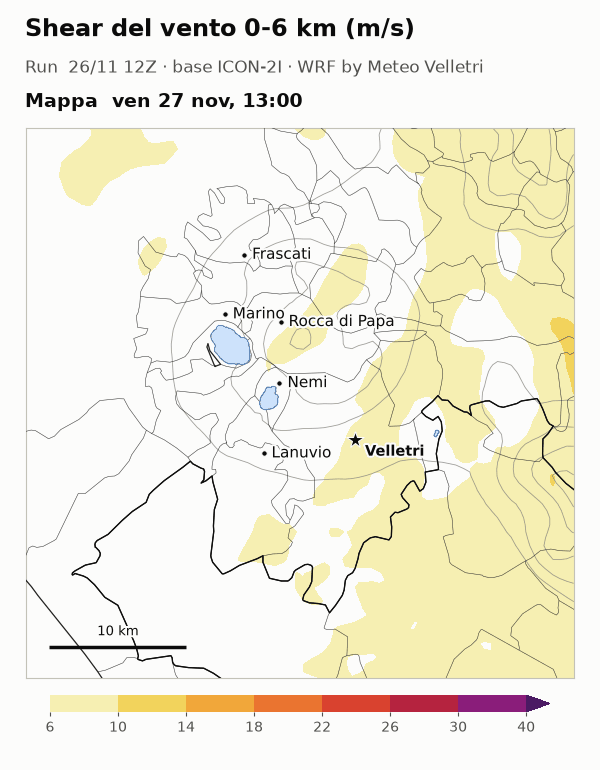 Shear del vento 0-6 km (m/s)
Run  26/11 12Z · base ICON-2I · WRF by Meteo Velletri
Mappa  ven 27 nov, 13:00
Frascati
Marino
Rocca di Papa
Nemi
Velletri
Lanuvio
10 km
6 10 14 18 22 26 30 40